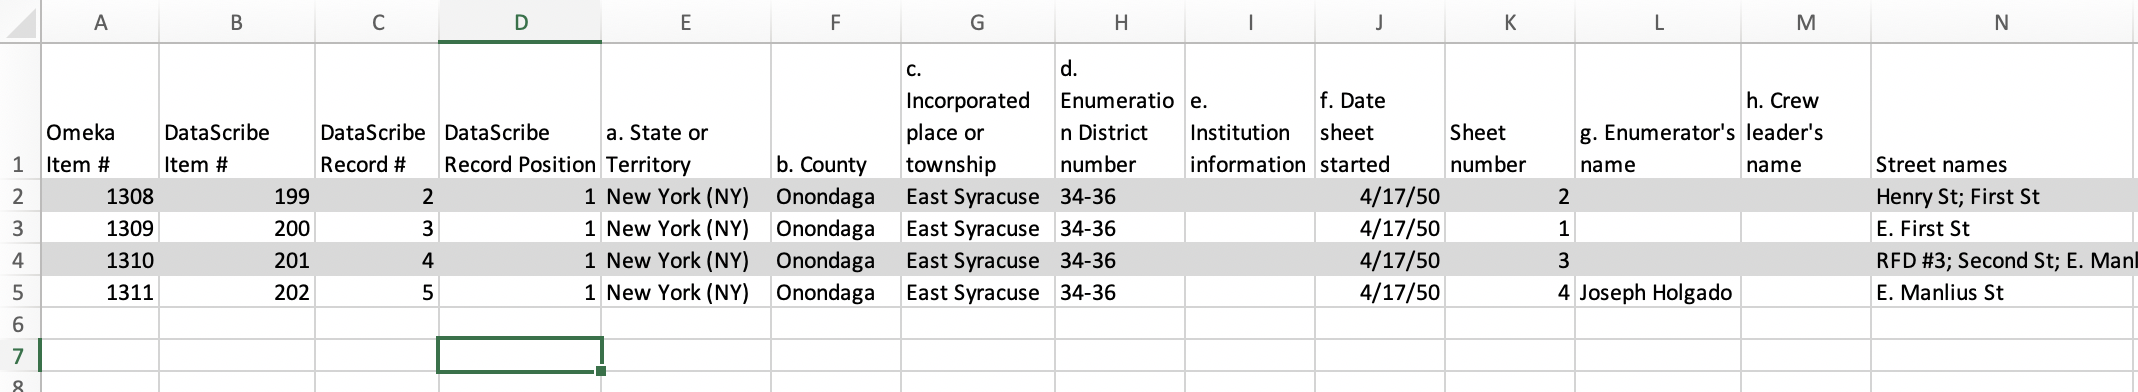 A B C D E F G H I J K L M N
1 Omeka Item # DataScribe Item # DataScribe Record # DataScribe Record Position a. State or Territory b. County c. Incorporated place or township d. Enumeration District number e. Institution information f. Date sheet started Sheet number g. Enumerator's name h. Crew leader's name Street names
2 1308 199 2 1 New York (NY) Onondaga East Syracuse 34-36 4/17/50 2 Henry St; First St
3 1309 200 3 1 New York (NY) Onondaga East Syracuse 34-36 4/17/50 1 E. First St
4 1310 201 4 1 New York (NY) Onondaga East Syracuse 34-36 4/17/50 3 RFD #3; Second St; E. Manl
5 1311 202 5 1 New York (NY) Onondaga East Syracuse 34-36 4/17/50 4 Joseph Holgado E. Manlius St
6
7
8